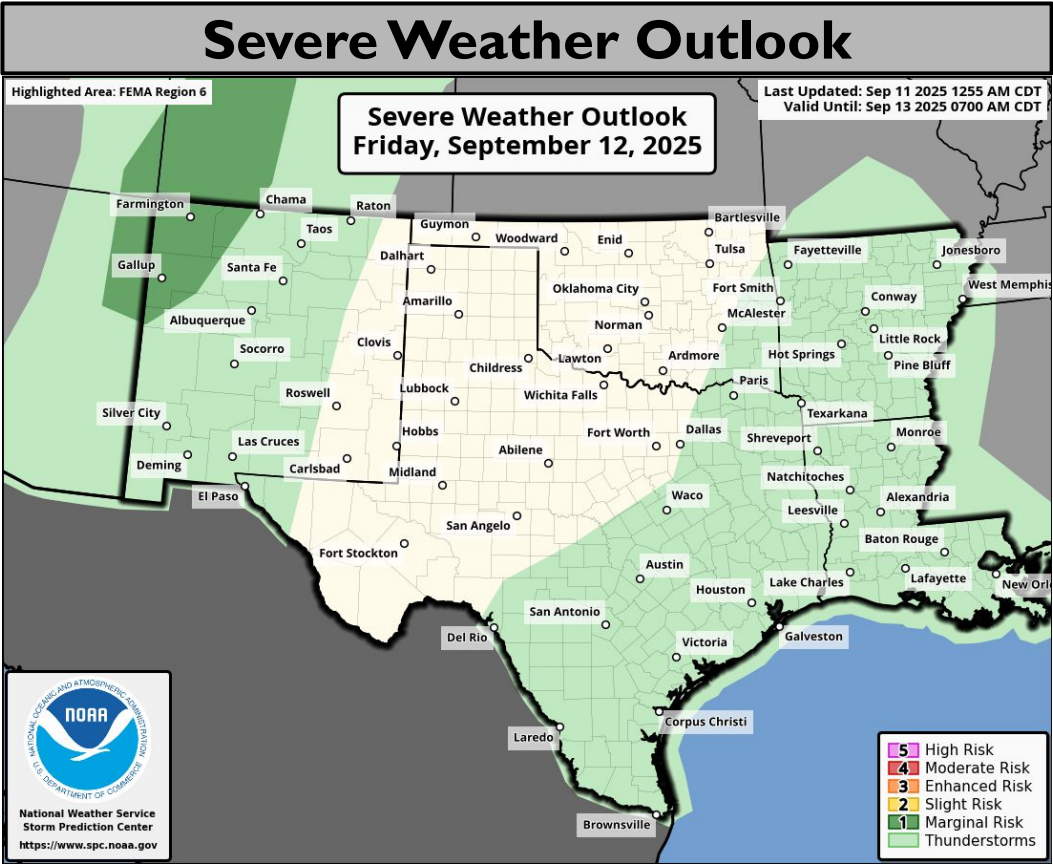 Severe Weather Outlook
Highlighted Area: FEMA Region 6
Severe Weather Outlook
Friday, September 12, 2025
Last Updated: Sep 11 2025 1255 AM CDT
Valid Until: Sep 13 2025 0700 AM CDT
Farmington
Chama
Raton
Taos
Guymon
Woodward
Enid
Bartlesville
Tulsa
Fayetteville
Jonesboro
Gallup
Santa Fe
Dalhart
Oklahoma City
Fort Smith
West Memphis
Albuquerque
Amarillo
Norman
McAlester
Conway
Little Rock
Socorro
Clovis
Childress
Lawton
Ardmore
Hot Springs
Pine Bluff
Roswell
Lubbock
Wichita Falls
Paris
Texarkana
Silver City
Las Cruces
Hobbs
Abilene
Fort Worth
Dallas
Shreveport
Monroe
Deming
Carlsbad
Midland
Natchitoches
El Paso
San Angelo
Waco
Leesville
Alexandria
Fort Stockton
Baton Rouge
Austin
Houston
Lake Charles
Lafayette
New Orl
San Antonio
Del Rio
Victoria
Galveston
Laredo
Corpus Christi
Brownsville
NATIONAL OCEANIC AND ATMOSPHERIC ADMINISTRATION
NOAA
U.S. DEPARTMENT OF COMMERCE
National Weather Service
Storm Prediction Center
https://www.spc.noaa.gov
5 High Risk
4 Moderate Risk
3 Enhanced Risk
2 Slight Risk
1 Marginal Risk
Thunderstorms